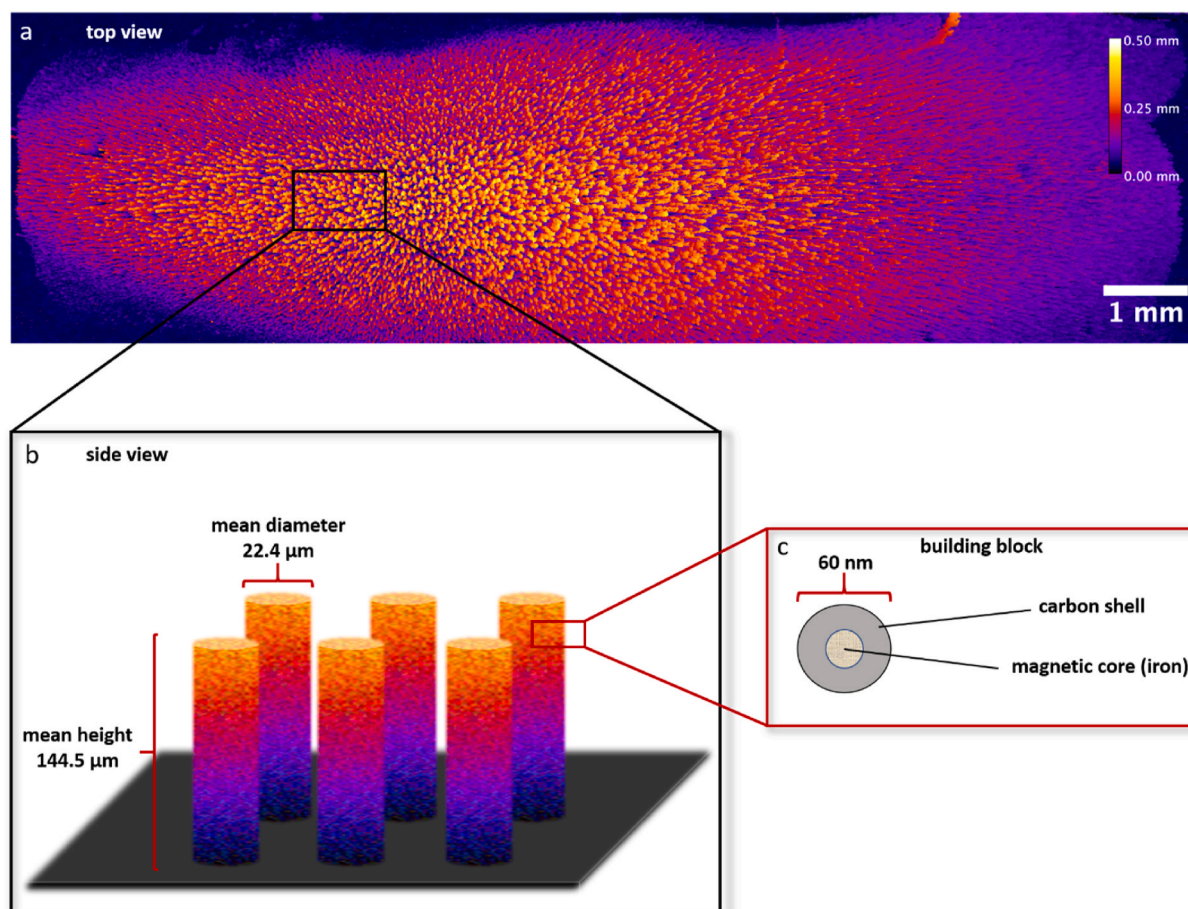 a top view
0.50 mm
0.25 mm
0.00 mm
1 mm
b side view
mean diameter
22.4 µm
mean height
144.5 µm
c building block
60 nm
carbon shell
magnetic core (iron)